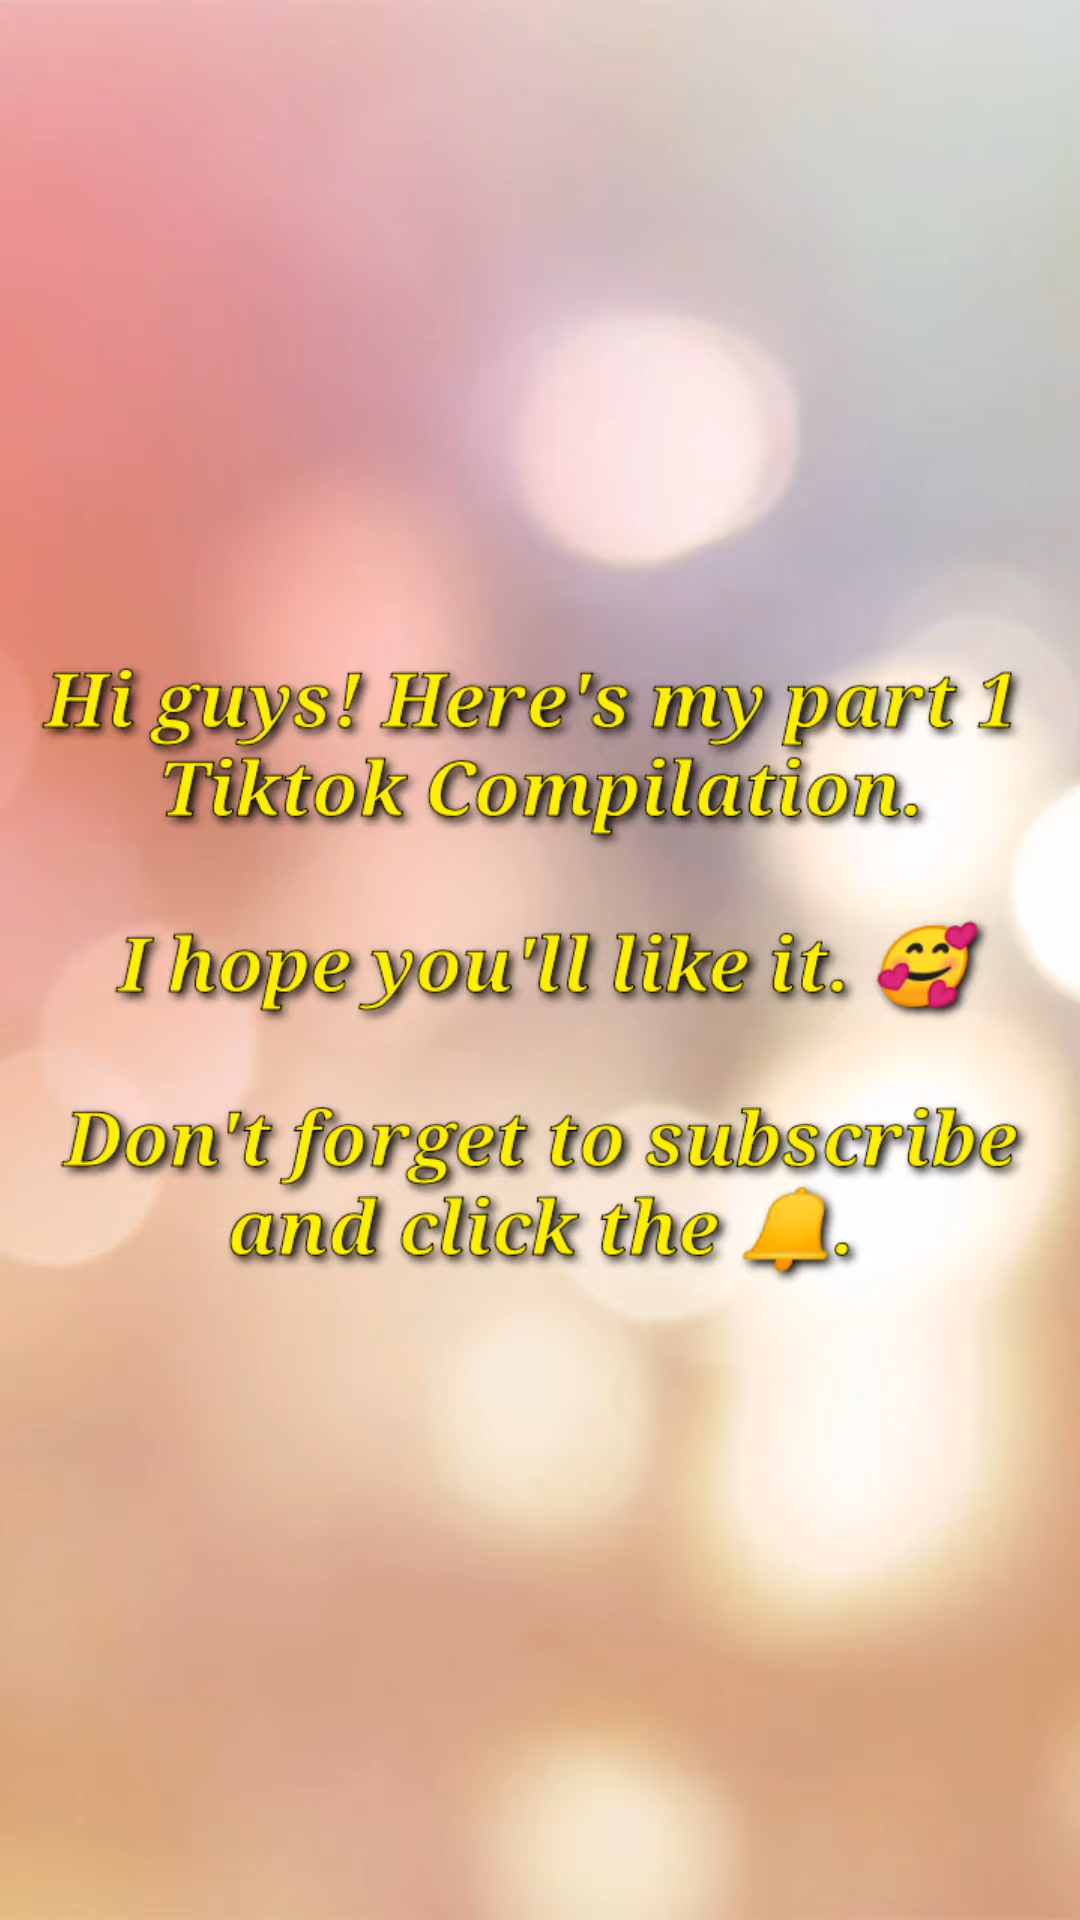 Hi guys! Here's my part 1
Tiktok Compilation.
I hope you'll like it. 🥰
Don't forget to subscribe
and click the 🔔.